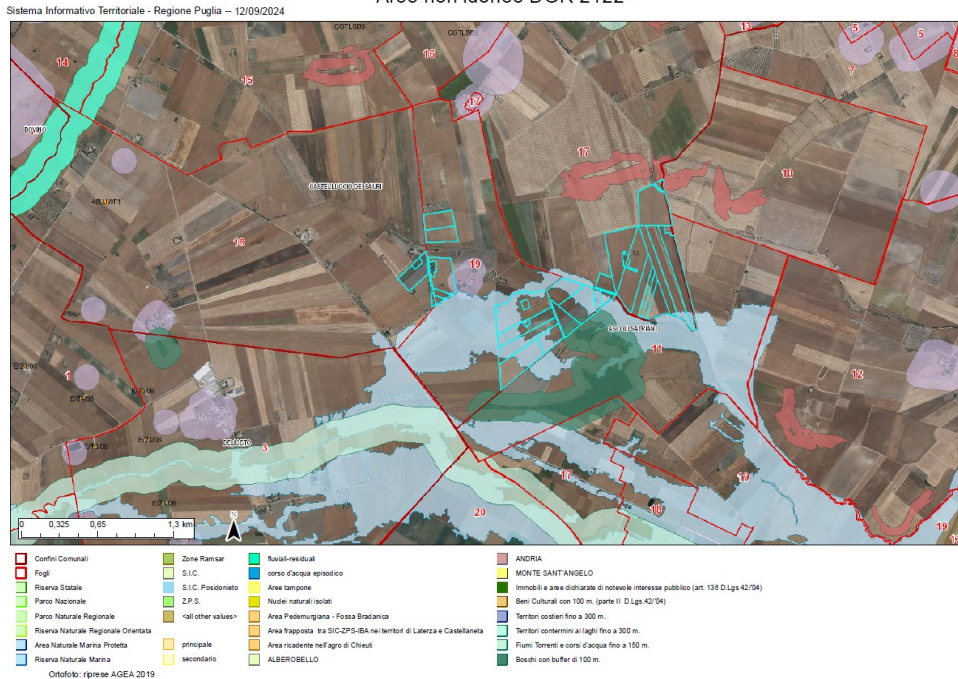 Aree non idonee DGR 2122
Sistema Informativo Territoriale - Regione Puglia -- 12/09/2024
14
15
16
13
5
5
7
17
BOVINO
17
CASTELLUCCIO DEI SAURI
10
16
19
ASCOLI SATRIANO
11
1
12
DELICETO
3
17
19
20
18
19
0 0,325 0,65 1,3 km
N
Confini Comunali
Fogli
Riserva Statale
Parco Nazionale
Parco Naturale Regionale
Riserva Naturale Regionale Orientata
Area Naturale Marina Protetta
Riserva Naturale Marina
Zone Ramsar
S.I.C.
S.I.C. Posidonieto
Z.P.S.
<all other values>
principale
secondario
fluviali-residuali
corso d'acqua episodico
Aree tampone
Nuclei naturali isolati
Area Pedemurgiana - Fossa Bradanica
Area frapposta tra SIC-ZPS-IBA nei territori di Laterza e Castellaneta
Area ricadente nell'agro di Chieuti
ALBEROBELLO
ANDRIA
MONTE SANT'ANGELO
Immobili e aree dichiarate di notevole interesse pubblico (art. 136 D.Lgs 42/'04)
Beni Culturali con 100 m. (parte II D.Lgs.42/'04)
Territori costieri fino a 300 m.
Territori contermini ai laghi fino a 300 m.
Fiumi Torrenti e corsi d'acqua fino a 150 m.
Boschi con buffer di 100 m.
Ortofoto: riprese AGEA 2019